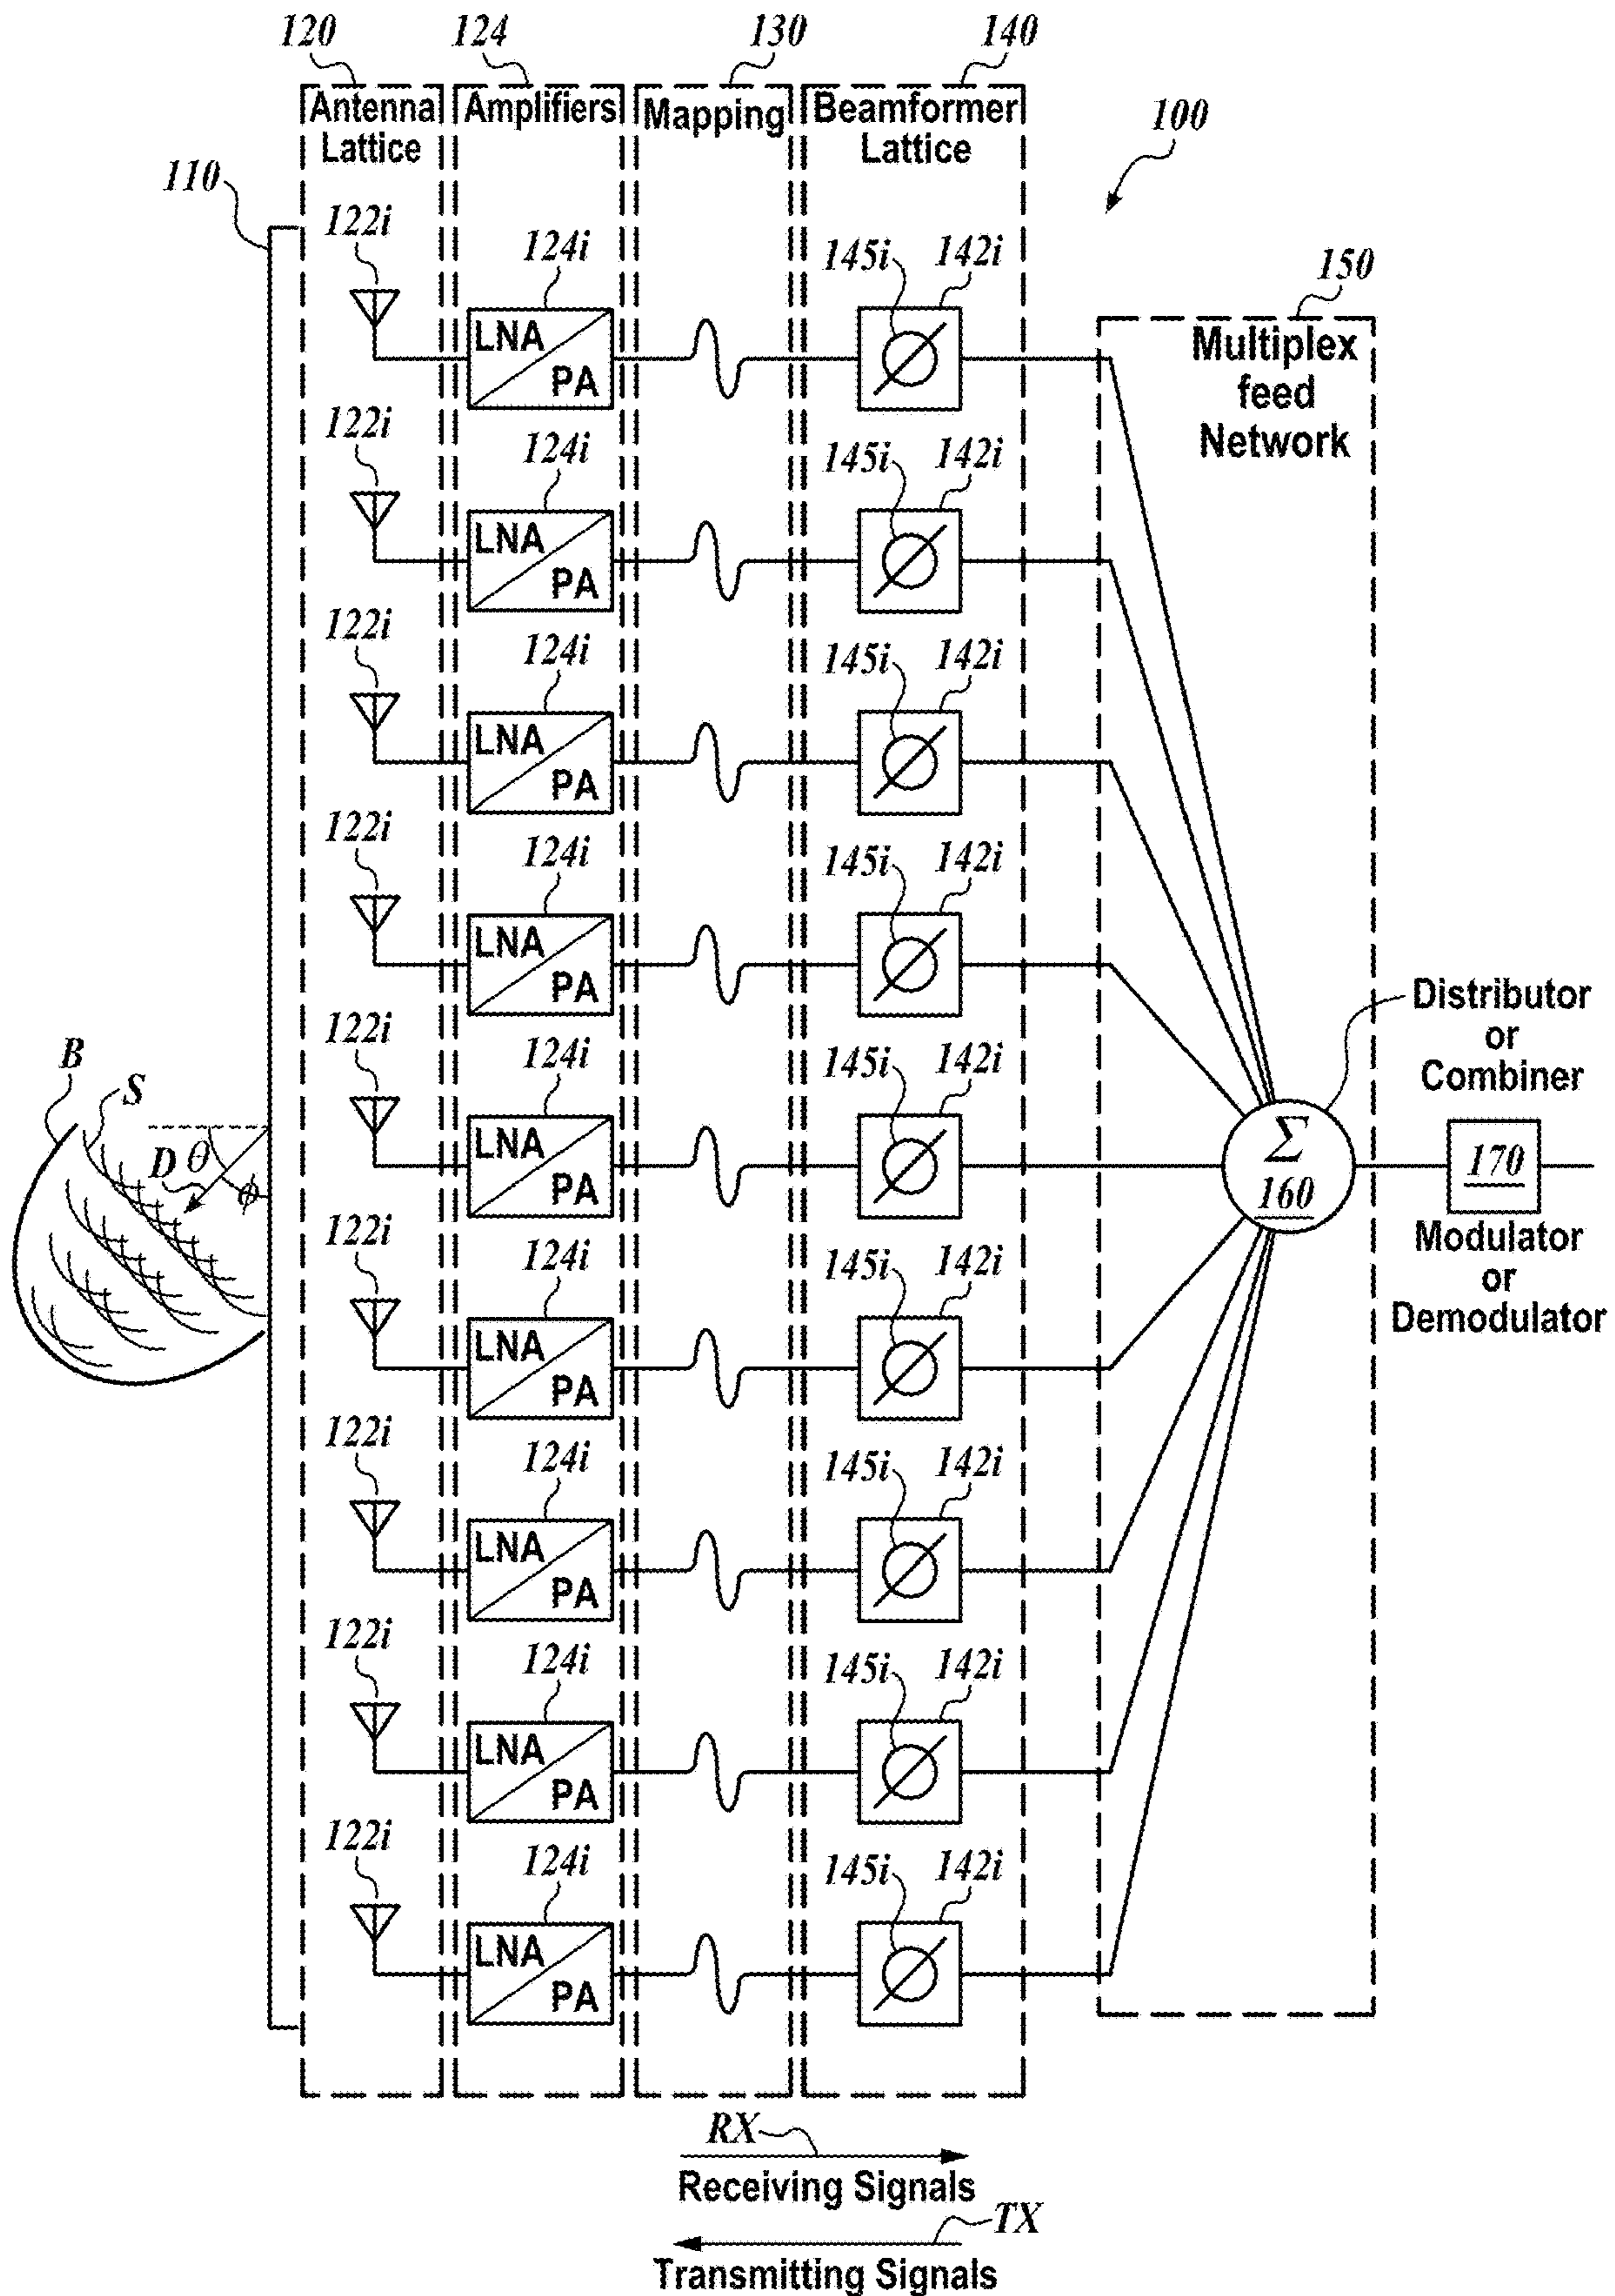 120 124 130 140
Antenna Lattice
Amplifiers
Mapping
Beamformer Lattice
100
110
150
Multiplex feed Network
122i 124i 145i 142i
LNA PA
122i 124i 145i 142i
LNA PA
122i 124i 145i 142i
LNA PA
122i 124i 145i 142i
LNA PA
122i 124i 145i 142i
LNA PA
122i 124i 145i 142i
LNA PA
122i 124i 145i 142i
LNA PA
122i 124i 145i 142i
LNA PA
122i 124i 145i 142i
LNA PA
B
S
D θ
ϕ
Distributor
or
Combiner
Σ
160
170
Modulator
or
Demodulator
RX
Receiving Signals
TX
Transmitting Signals